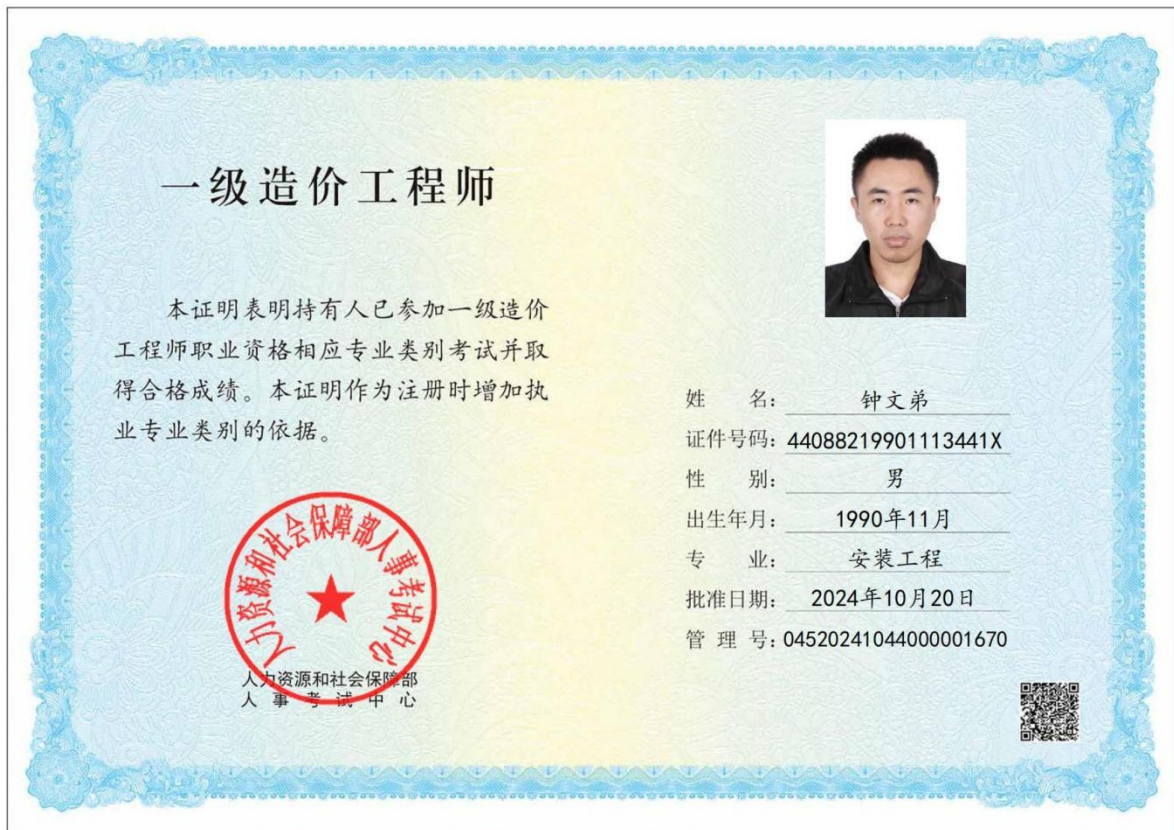 一级造价工程师
本证明表明持有人已参加一级造价
工程师职业资格相应专业类别考试并取
得合格成绩。本证明作为注册时增加执
业专业类别的依据。
人力资源和社会保障部人事考试中心
人力资源和社会保障部
人事考试中心
姓名：钟文弟
证件号码：44088219901113441X
性别：男
出生年月：1990年11月
专业：安装工程
批准日期：2024年10月20日
管理号：04520241044000001670